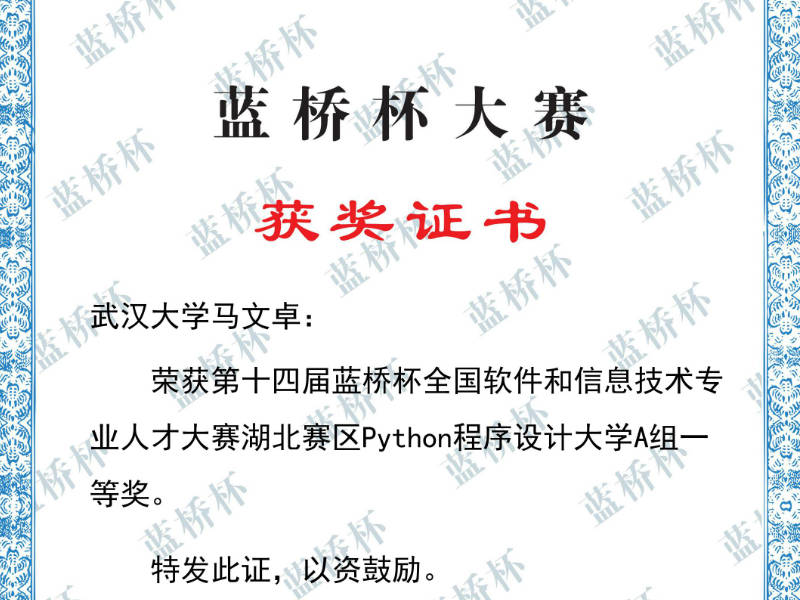 蓝桥杯大赛
获奖证书
武汉大学马文卓：
荣获第十四届蓝桥杯全国软件和信息技术专
业人才大赛湖北赛区Python程序设计大学A组一
等奖。
特发此证，以资鼓励。